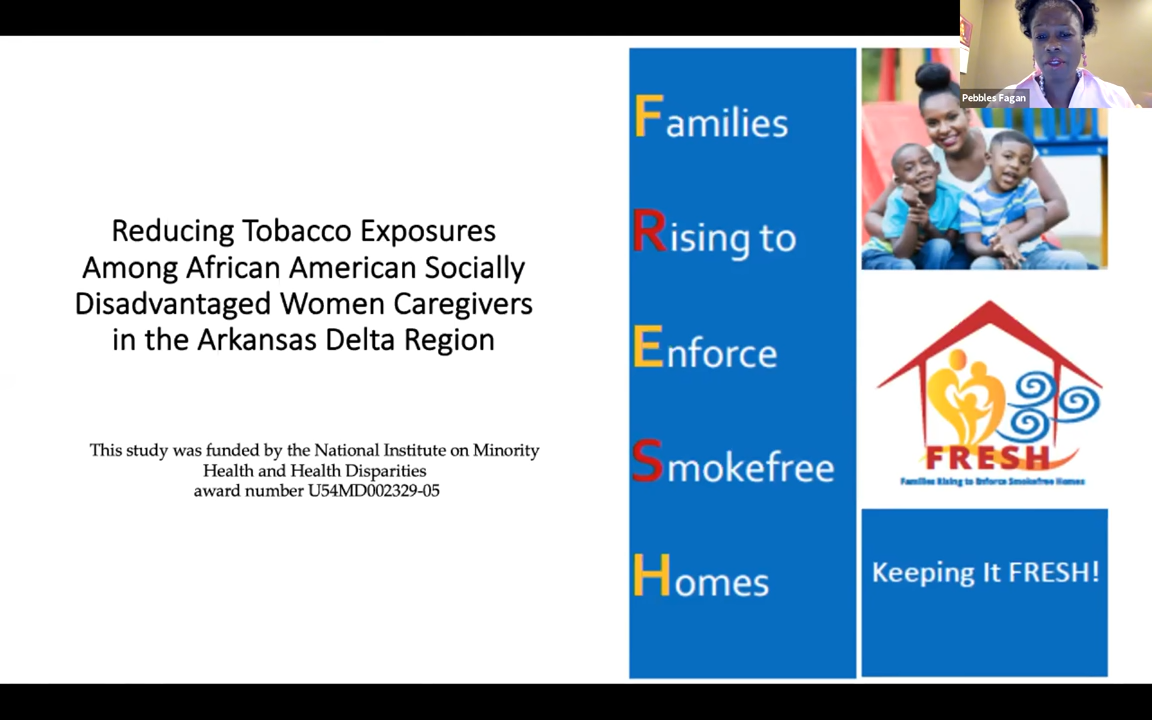 Pebbles Fagan
Reducing Tobacco Exposures
Among African American Socially
Disadvantaged Women Caregivers
in the Arkansas Delta Region
This study was funded by the National Institute on Minority
Health and Health Disparities
award number U54MD002329-05
Families
Rising to
Enforce
Smokefree
Homes
FRESH
Families Rising to Enforce Smokefree Homes
Keeping It FRESH!